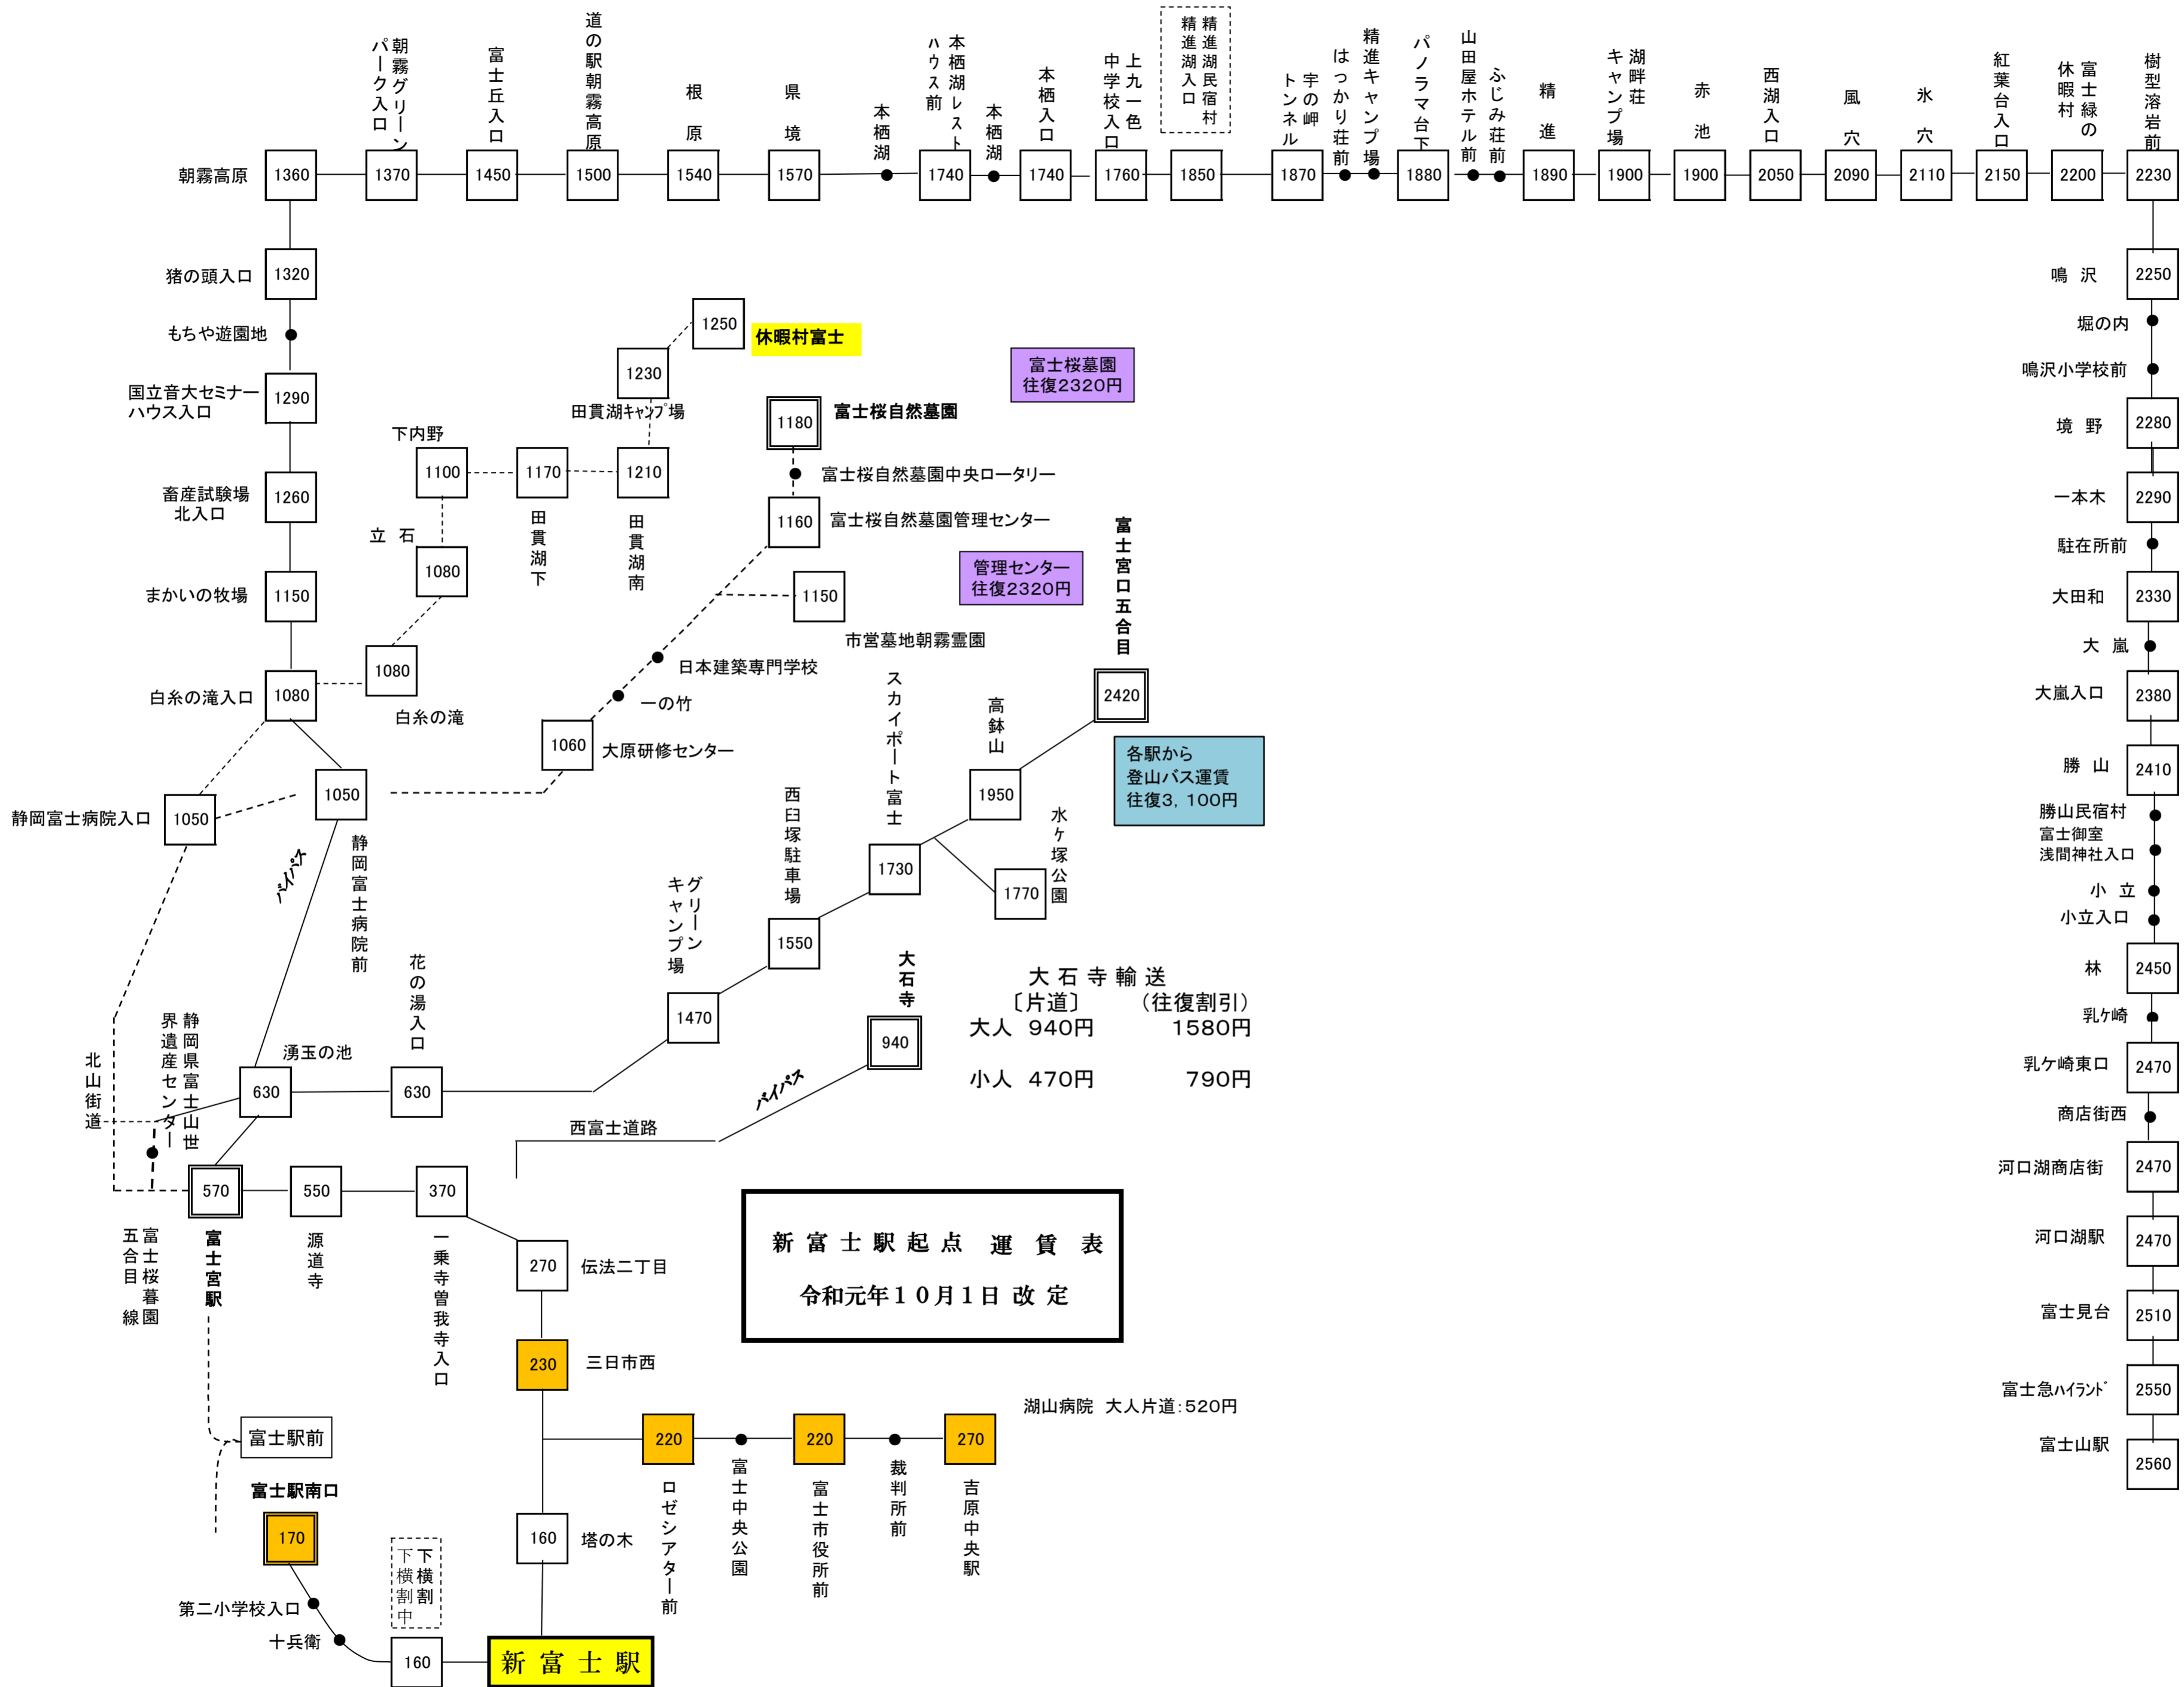 朝霧高原
1360
朝霧グリーン
パーク入口
1370
富士丘入口
1450
道の駅朝霧高原
1500
根原
1540
県境
1570
本栖湖
本栖湖レスト
ハウス前
1740
本栖湖
本栖入口
1740
上九一色
中学校入口
1760
精進湖民宿村
精進湖入口
1850
宇の岬
トンネル
1870
はっかり荘前
精進キャンプ場
パノラマ台下
1880
山田屋ホテル前
ふじみ荘前
精進
1890
湖畔荘
キャンプ場
1900
赤池
1900
西湖入口
2050
風穴
2090
氷穴
2110
紅葉台入口
2150
富士緑の
休暇村
2200
樹型溶岩前
2230
鳴沢
2250
堀の内
鳴沢小学校前
境野
2280
一本木
2290
駐在所前
大田和
2330
大嵐
大嵐入口
2380
勝山
2410
勝山民宿村
富士御室
浅間神社入口
小立
小立入口
林
2450
乳ケ崎
乳ケ崎東口
2470
商店街西
河口湖商店街
2470
河口湖駅
2470
富士見台
2510
富士急ハイランド
2550
富士山駅
2560
猪の頭入口
1320
もちや遊園地
国立音大セミナー
ハウス入口
1290
畜産試験場
北入口
1260
まかいの牧場
1150
白糸の滝入口
1080
1250
休暇村富士
1230
田貫湖キャンプ場
下内野
1100
1170
田貫湖下
1210
田貫湖南
立石
1080
1080
白糸の滝
富士桜墓園
往復2320円
1180
富士桜自然墓園
富士桜自然墓園中央ロータリー
1160
富士桜自然墓園管理センター
管理センター
往復2320円
1150
市営墓地朝霧霊園
日本建築専門学校
一の竹
1060
大原研修センター
静岡富士病院入口
1050
1050
静岡富士病院前
バイパス
富士宮口五合目
2420
各駅から
登山バス運賃
往復3,100円
高鉢山
1950
水ケ塚公園
1770
スカイポート富士
1730
西臼塚駐車場
1550
グリーン
キャンプ場
1470
花の湯入口
630
湧玉の池
630
静岡県富士山世
界遺産センター
北山街道
大石寺
940
バイパス
西富士道路
大石寺輸送
〔片道〕 (往復割引)
大人 940円 1580円
小人 470円 790円
570
富士宮駅
550
源道寺
370
一乗寺曽我寺入口
富士桜暮園
五合目 線
270
伝法二丁目
230
三日市西
新富士駅起点 運賃表
令和元年10月1日 改定
湖山病院 大人片道:520円
220
ロゼシアター前
富士中央公園
220
富士市役所前
裁判所前
270
吉原中央駅
160
塔の木
富士駅前
富士駅南口
170
第二小学校入口
十兵衛
下横割
下横割中
160
新富士駅